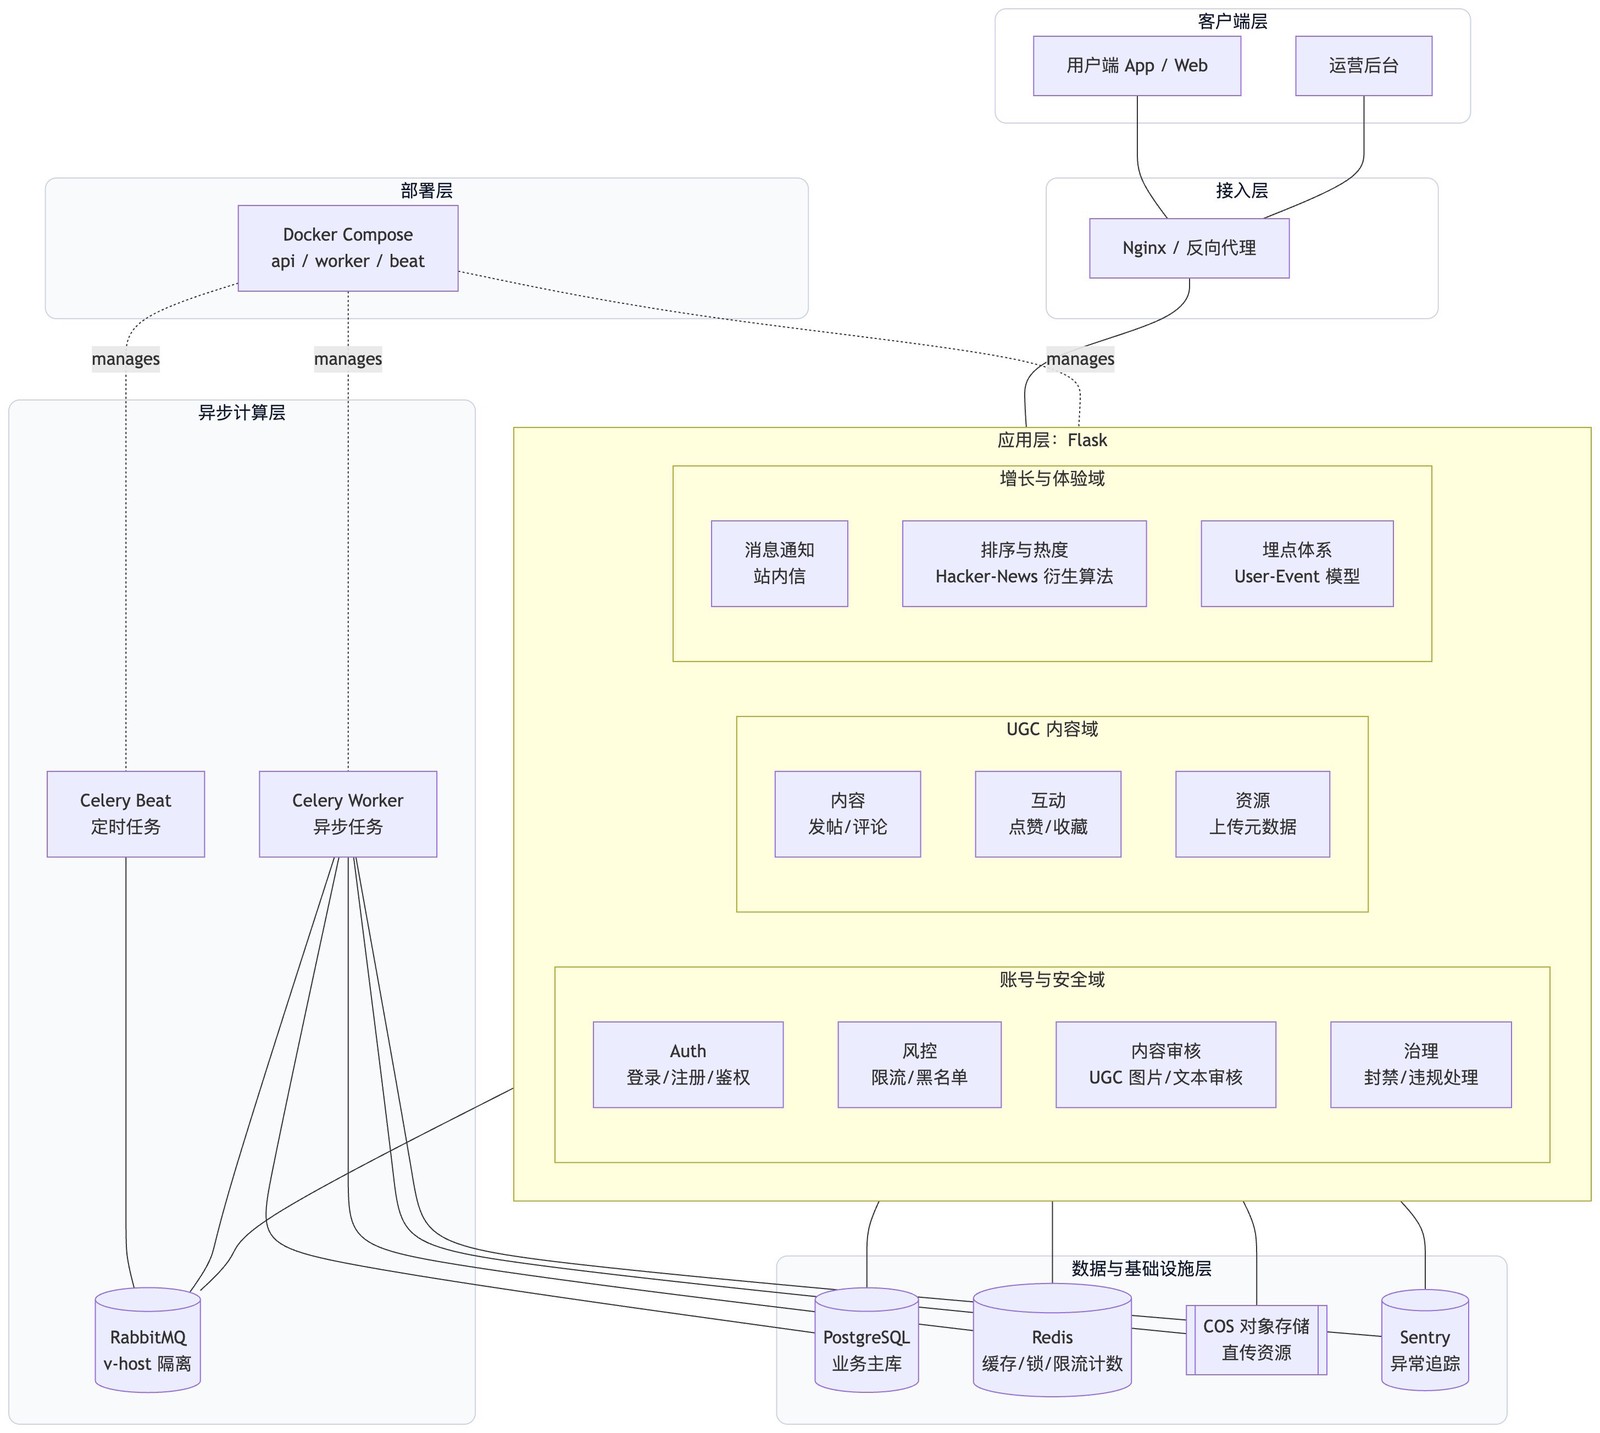 客户端层
用户端 App / Web
运营后台
部署层
Docker Compose
api / worker / beat
接入层
Nginx / 反向代理
manages
manages
manages
异步计算层
Celery Beat
定时任务
Celery Worker
异步任务
RabbitMQ
v-host 隔离
应用层：Flask
增长与体验域
消息通知
站内信
排序与热度
Hacker-News 衍生算法
埋点体系
User-Event 模型
UGC 内容域
内容
发帖/评论
互动
点赞/收藏
资源
上传元数据
账号与安全域
Auth
登录/注册/鉴权
风控
限流/黑名单
内容审核
UGC 图片/文本审核
治理
封禁/违规处理
数据与基础设施层
PostgreSQL
业务主库
Redis
缓存/锁/限流计数
COS 对象存储
直传资源
Sentry
异常追踪